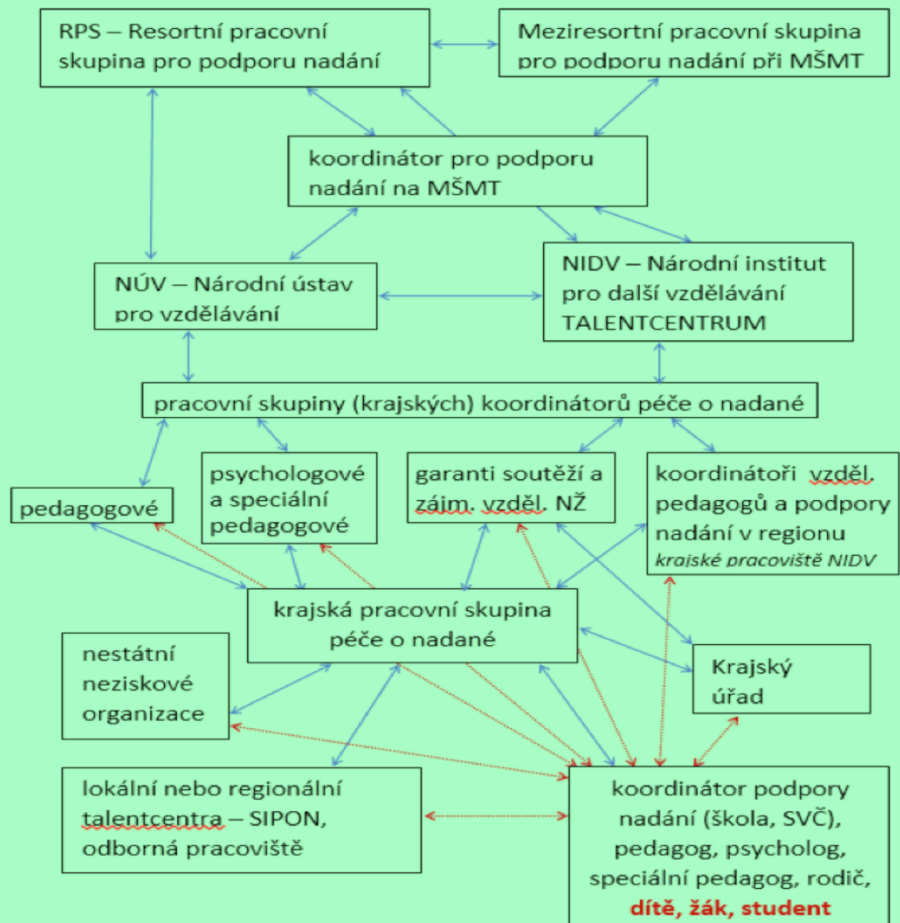 RPS – Resortní pracovní
skupina pro podporu nadání
Meziresortní pracovní skupina
pro podporu nadání při MŠMT
koordinátor pro podporu
nadání na MŠMT
NÚV – Národní ústav
pro vzdělávání
NIDV – Národní institut
pro další vzdělávání
TALENTCENTRUM
pracovní skupiny (krajských) koordinátorů péče o nadané
pedagogové
psychologové
a speciální
pedagogové
garanti soutěží a
zájm. vzděl. NŽ
koordinátoři vzděl.
pedagogů a podpory
nadání v regionu
krajské pracoviště NIDV
krajská pracovní skupina
péče o nadané
nestátní
neziskové
organizace
Krajský
úřad
lokální nebo regionální
talentcentra – SIPON,
odborná pracoviště
koordinátor podpory
nadání (škola, SVČ),
pedagog, psycholog,
speciální pedagog, rodič,
dítě, žák, student